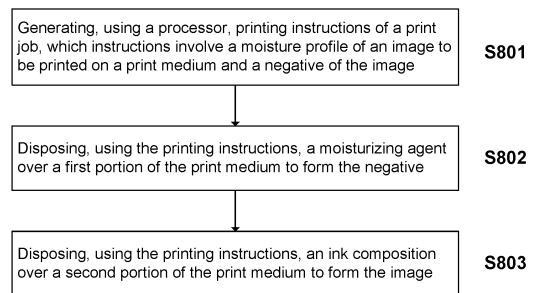 Generating, using a processor, printing instructions of a print
job, which instructions involve a moisture profile of an image to
be printed on a print medium and a negative of the image
S801
Disposing, using the printing instructions, a moisturizing agent
over a first portion of the print medium to form the negative
S802
Disposing, using the printing instructions, an ink composition
over a second portion of the print medium to form the image
S803